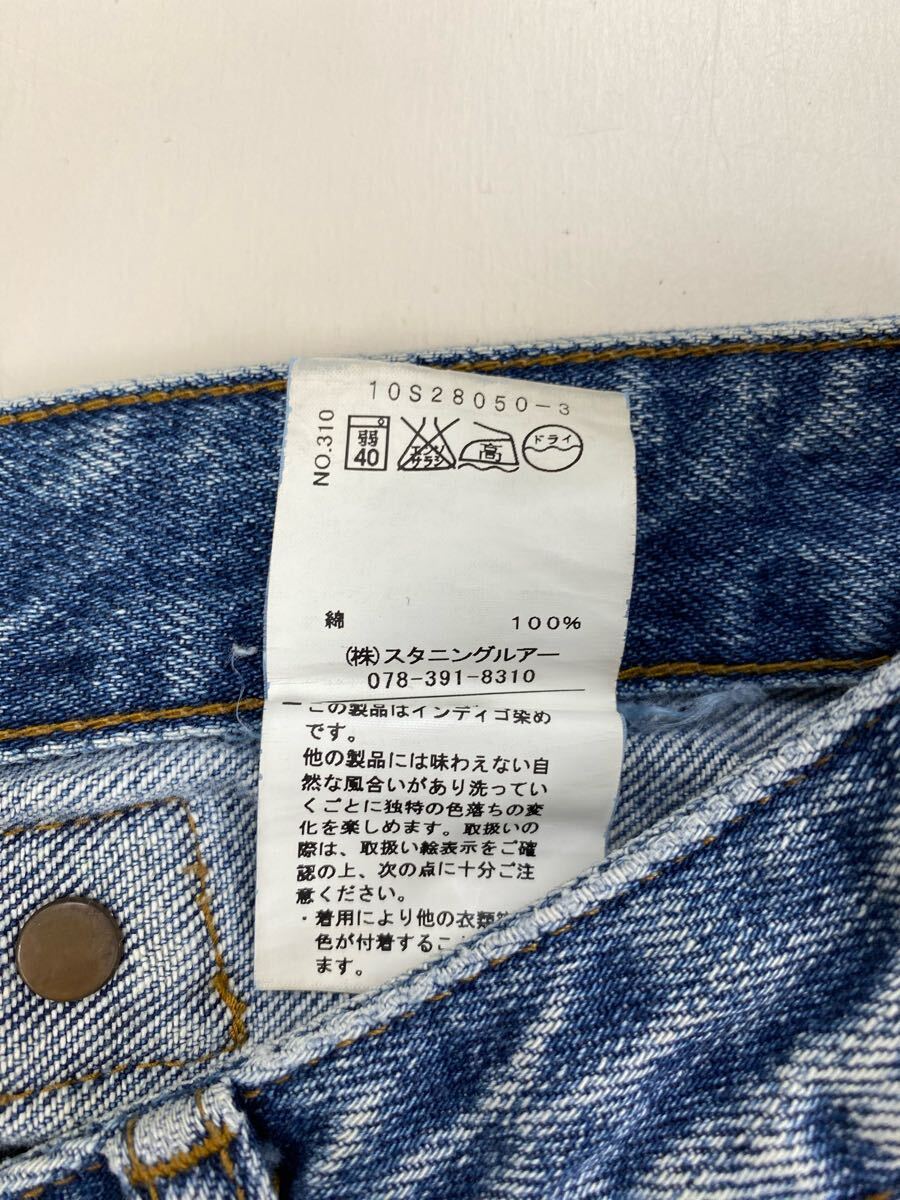 10S28050-3
NO.310
弱
40
エンソ
サラシ
高
ドライ
綿 100%
(株)スタニングルアー
078-391-8310
この製品はインディゴ染め
です。
他の製品には味わえない自
然な風合いがあり洗ってい
くごとに独特の色落ちの変
化を楽しめます。取扱いの
際は、取扱い絵表示をご確
認の上、次の点に十分ご注
意ください。
・着用により他の衣類
色が付着するこ
ます。